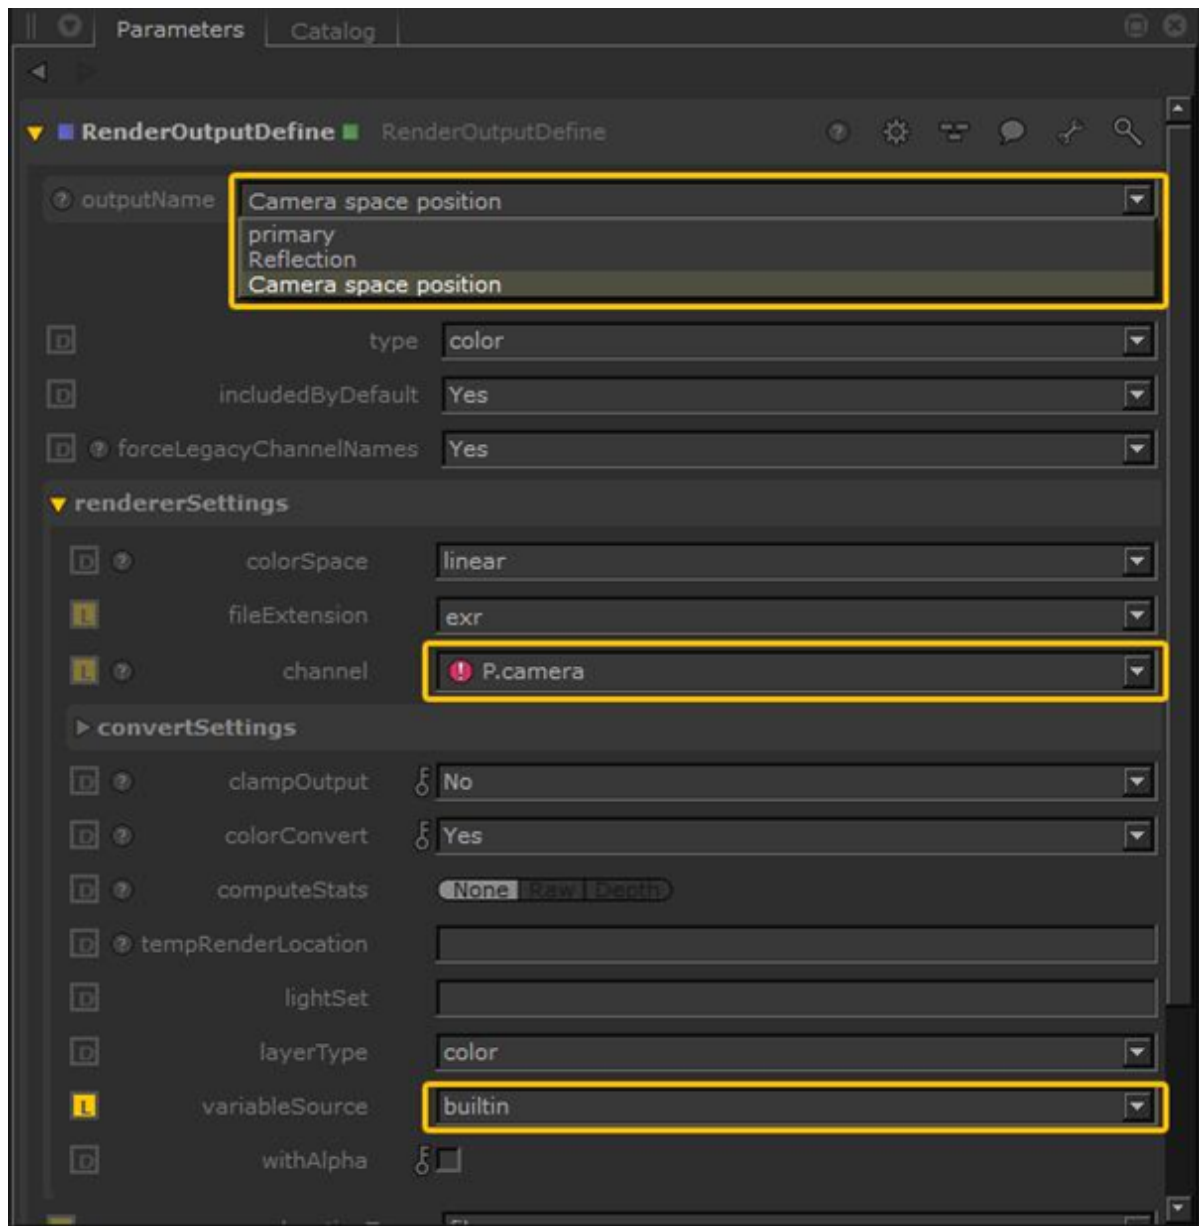 Parameters Catalog
RenderOutputDefine RenderOutputDefine
outputName Camera space position
primary
Reflection
Camera space position
D type color
D includedByDefault Yes
D ? forceLegacyChannelNames Yes
rendererSettings
D ? colorSpace linear
L fileExtension exr
L ? channel ! P.camera
convertSettings
D ? clampOutput No
D ? colorConvert Yes
D ? computeStats None Raw Depth
D ? tempRenderLocation
D lightSet
D layerType color
L variableSource builtin
D withAlpha